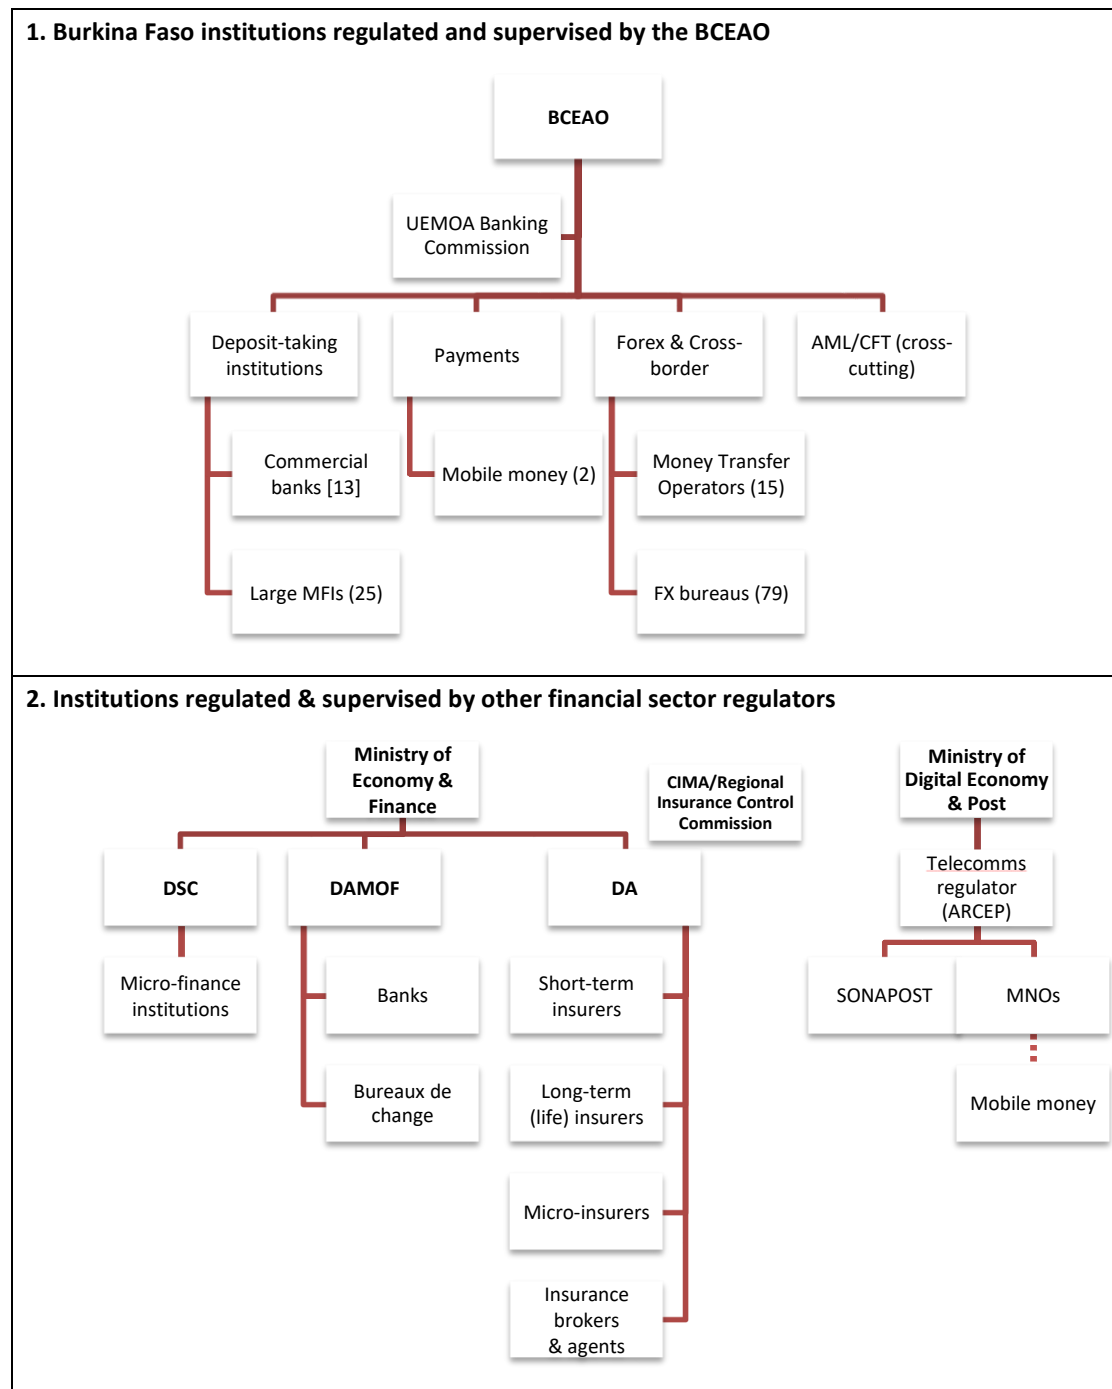 1. Burkina Faso institutions regulated and supervised by the BCEAO
BCEAO
UEMOA Banking
Commission
Deposit-taking
institutions
Payments
Forex & Cross-
border
AML/CFT (cross-
cutting)
Commercial
banks [13]
Mobile money (2)
Money Transfer
Operators (15)
Large MFIs (25)
FX bureaus (79)
2. Institutions regulated & supervised by other financial sector regulators
Ministry of
Economy &
Finance
CIMA/Regional
Insurance Control
Commission
Ministry of
Digital Economy
& Post
DSC
DAMOF
DA
Telecomms
regulator
(ARCEP)
Micro-finance
institutions
Banks
Short-term
insurers
SONAPOST
MNOs
Bureaux de
change
Long-term
(life) insurers
Mobile money
Micro-insurers
Insurance
brokers
& agents